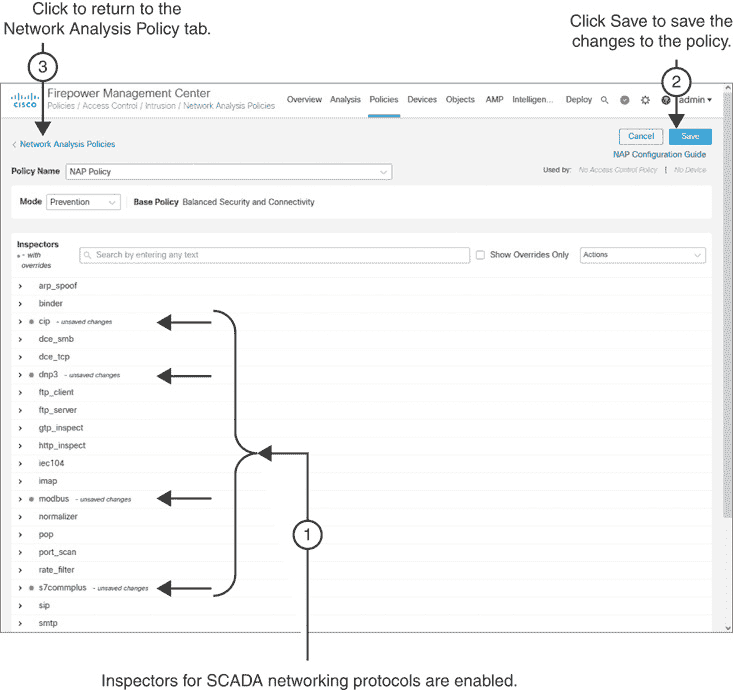 Click to return to the
Network Analysis Policy tab.
Click Save to save the
changes to the policy.
3
2
cisco
Firepower Management Center
Policies / Access Control / Intrusion / Network Analysis Policies
Overview Analysis Policies Devices Objects AMP Intelligen... Deploy admin
Network Analysis Policies
Cancel Save
NAP Configuration Guide
Policy Name NAP Policy
Used by: No Access Control Policy | No Device
Mode Prevention Base Policy Balanced Security and Connectivity
Inspectors
- with
overrides
Search by entering any text
Show Overrides Only
Actions
arp_spoof
binder
cip - unsaved changes
dce_smb
dce_tcp
dnp3 - unsaved changes
ftp_client
ftp_server
gtp_inspect
http_inspect
iec104
imap
modbus - unsaved changes
normalizer
pop
port_scan
rate_filter
s7commplus - unsaved changes
sip
smtp
1
Inspectors for SCADA networking protocols are enabled.